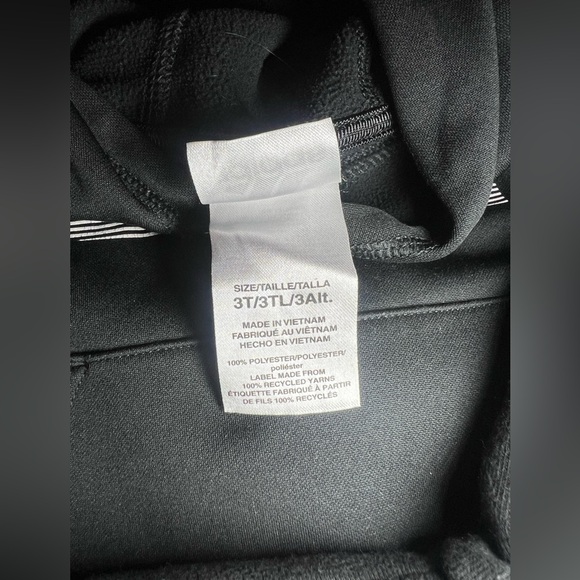 SIZE/TAILLE/TALLA
3T/3TL/3Alt.
MADE IN VIETNAM
FABRIQUÉ AU VIÊTNAM
HECHO EN VIETNAM
100% POLYESTER/POLYESTER/
poliéster
LABEL MADE FROM
100% RECYCLED YARNS
ÉTIQUETTE FABRIQUÉE À PARTIR
DE FILS 100% RECYCLÉS